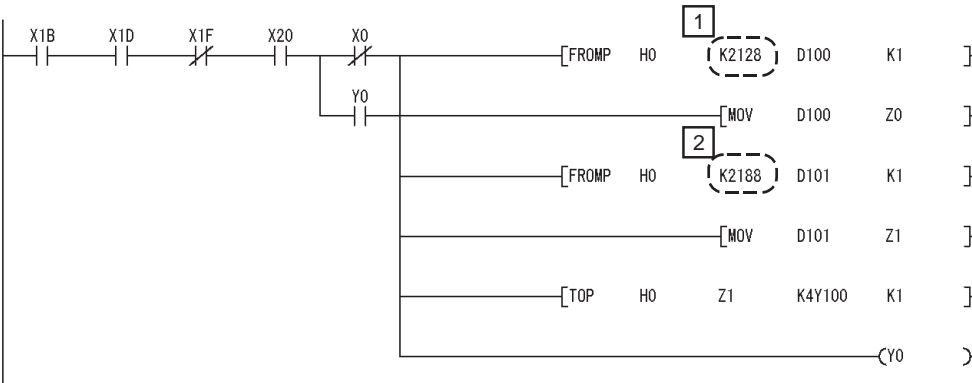 1
X1B X1D X1F X20 X0 FROMP H0 K2128 D100 K1
Y0 MOV D100 Z0
2
FROMP H0 K2188 D101 K1
MOV D101 Z1
TOP H0 Z1 K4Y100 K1
Y0